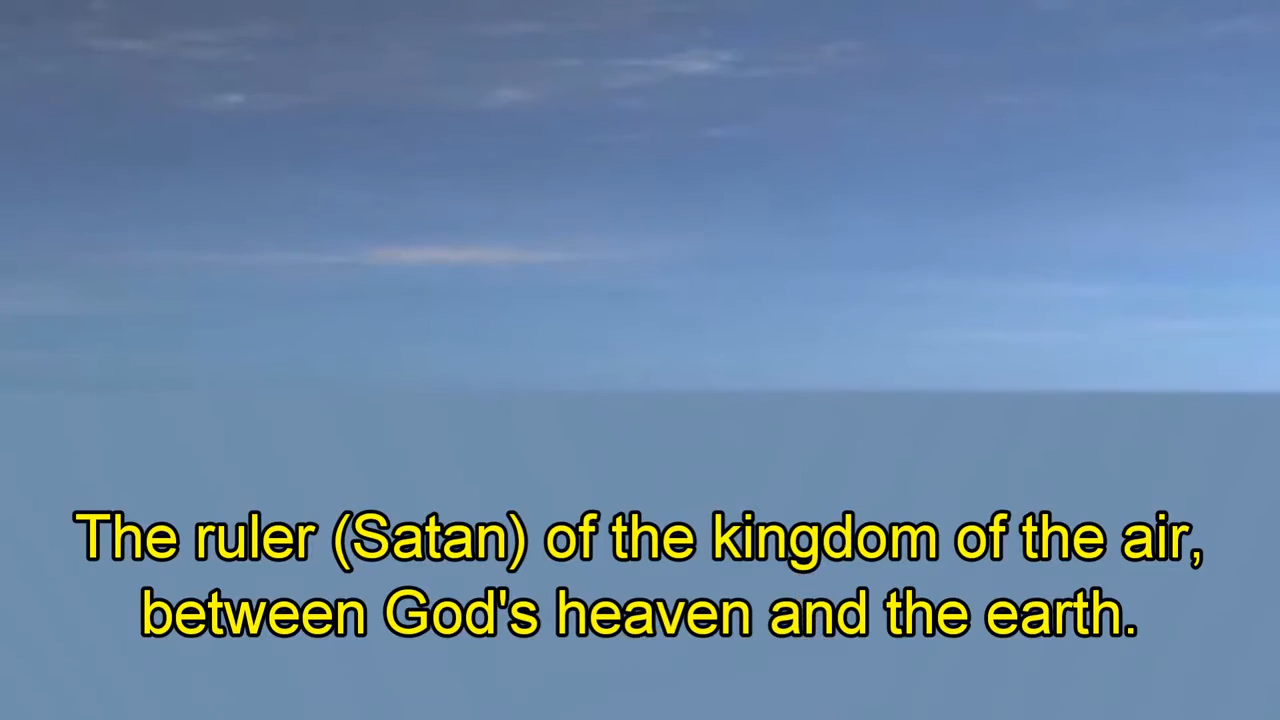 The ruler (Satan) of the kingdom of the air,
between God's heaven and the earth.